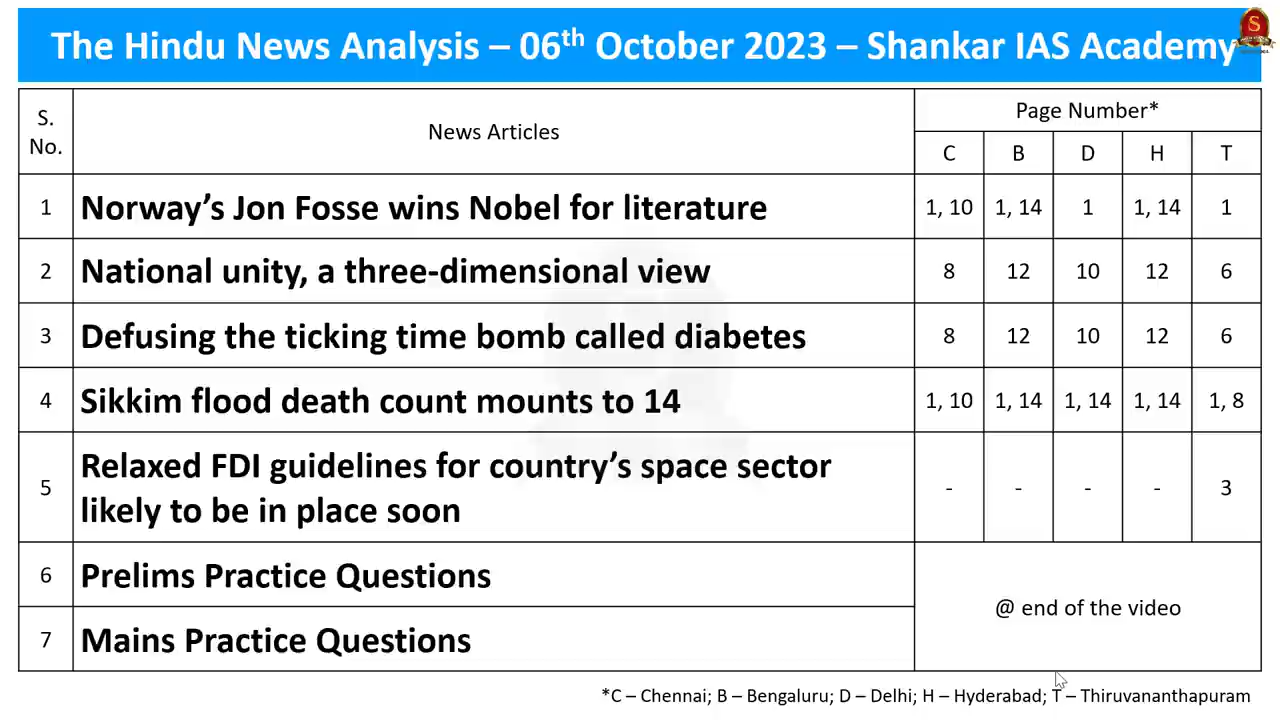 The Hindu News Analysis – 06th October 2023 – Shankar IAS Academy
S. No.
News Articles
Page Number*
C B D H T
1 Norway’s Jon Fosse wins Nobel for literature 1, 10 1, 14 1 1, 14 1
2 National unity, a three-dimensional view 8 12 10 12 6
3 Defusing the ticking time bomb called diabetes 8 12 10 12 6
4 Sikkim flood death count mounts to 14 1, 10 1, 14 1, 14 1, 14 1, 8
5 Relaxed FDI guidelines for country’s space sector
likely to be in place soon - - - - 3
6 Prelims Practice Questions
@ end of the video
7 Mains Practice Questions
*C – Chennai; B – Bengaluru; D – Delhi; H – Hyderabad; T – Thiruvananthapuram